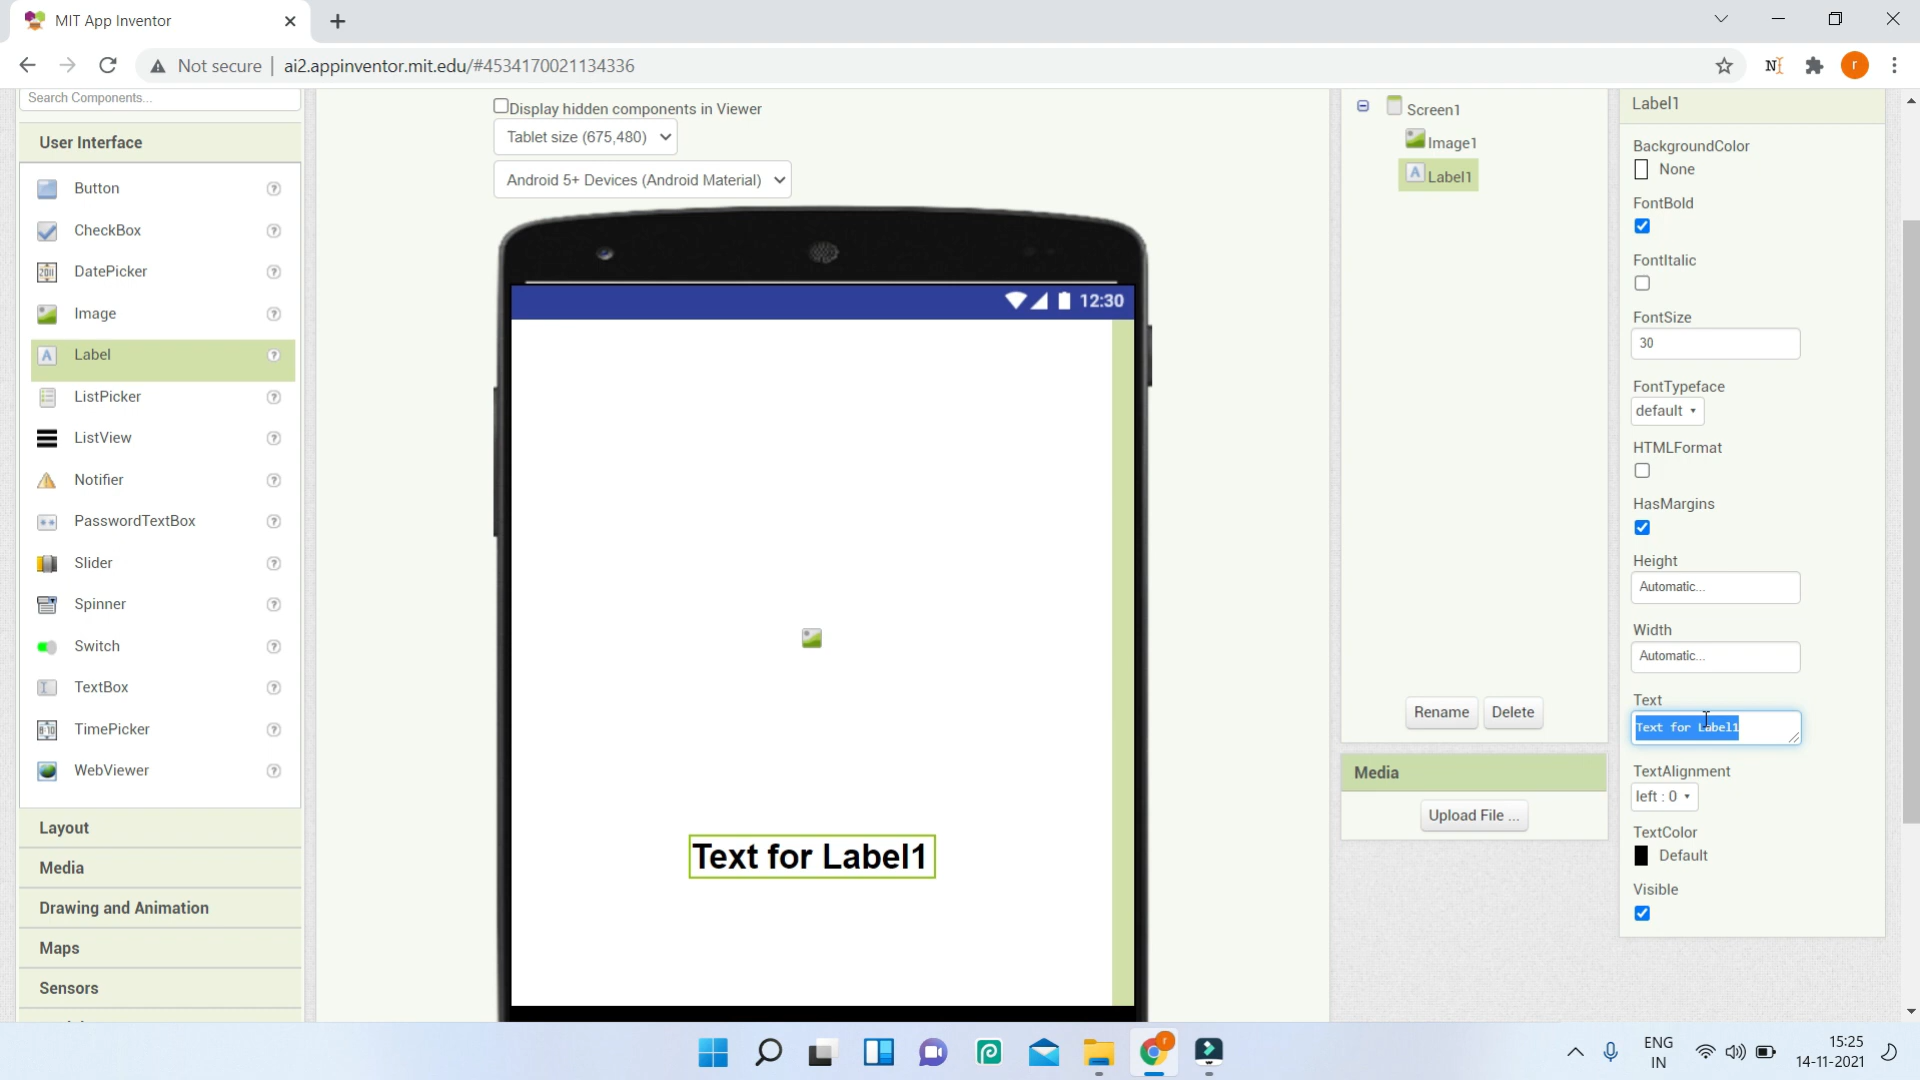 MIT App Inventor
Not secure
ai2.appinventor.mit.edu/#4534170021134336
r
Search Components...
User Interface
Button
CheckBox
DatePicker
Image
Label
ListPicker
ListView
Notifier
PasswordTextBox
Slider
Spinner
Switch
TextBox
TimePicker
WebViewer
Layout
Media
Drawing and Animation
Maps
Sensors
Display hidden components in Viewer
Tablet size (675,480)
Android 5+ Devices (Android Material)
12:30
Text for Label1
Screen1
Image1
Label1
Rename
Delete
Media
Upload File ...
Label1
BackgroundColor
None
FontBold
FontItalic
FontSize
30
FontTypeface
default
HTMLFormat
HasMargins
Height
Automatic...
Width
Automatic...
Text
Text for Label1
TextAlignment
left : 0
TextColor
Default
Visible
ENG
IN
15:25
14-11-2021